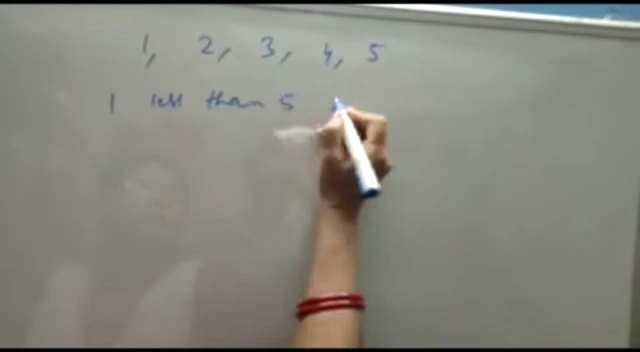 1, 2, 3, 4, 5
1 less than 5